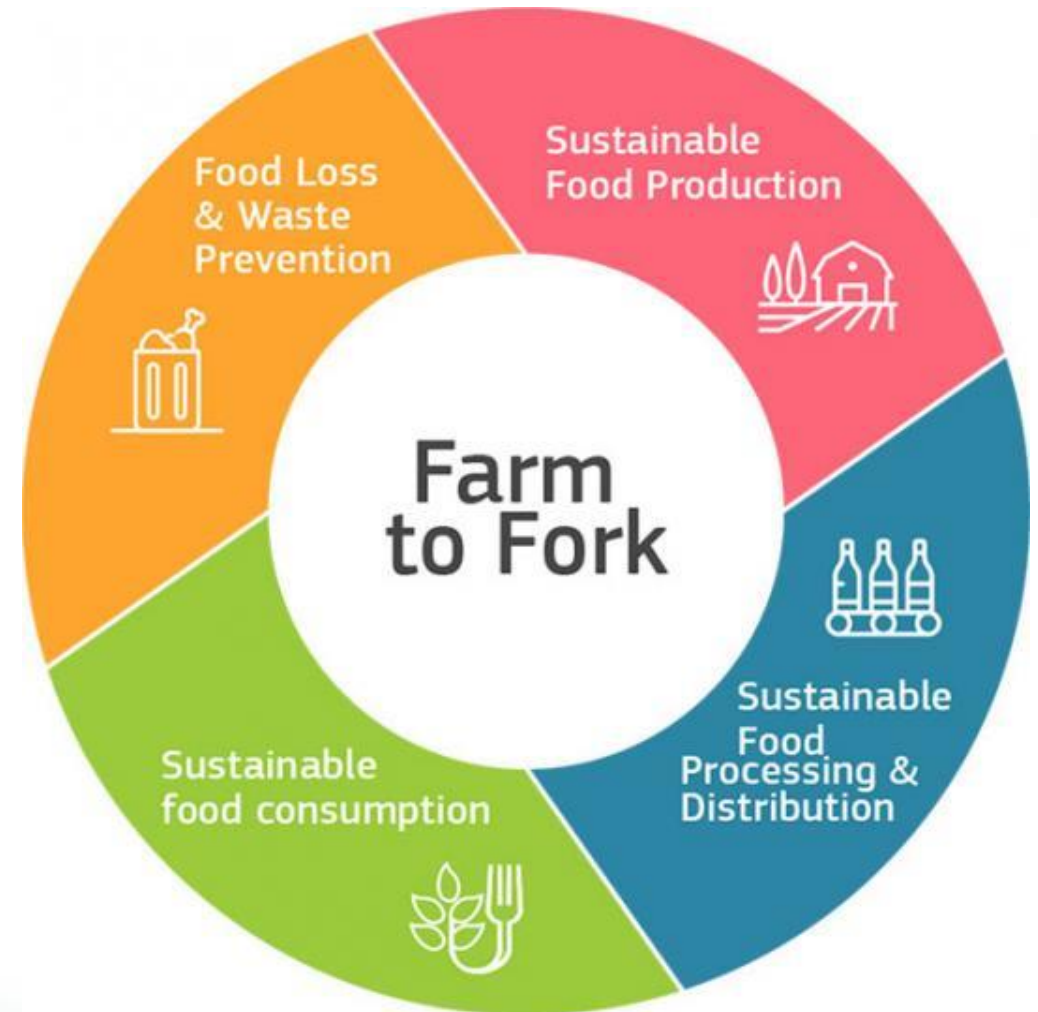 Food Loss
& Waste
Prevention
Sustainable
Food Production
Farm
to Fork
Sustainable
Food
Processing &
Distribution
Sustainable
food consumption